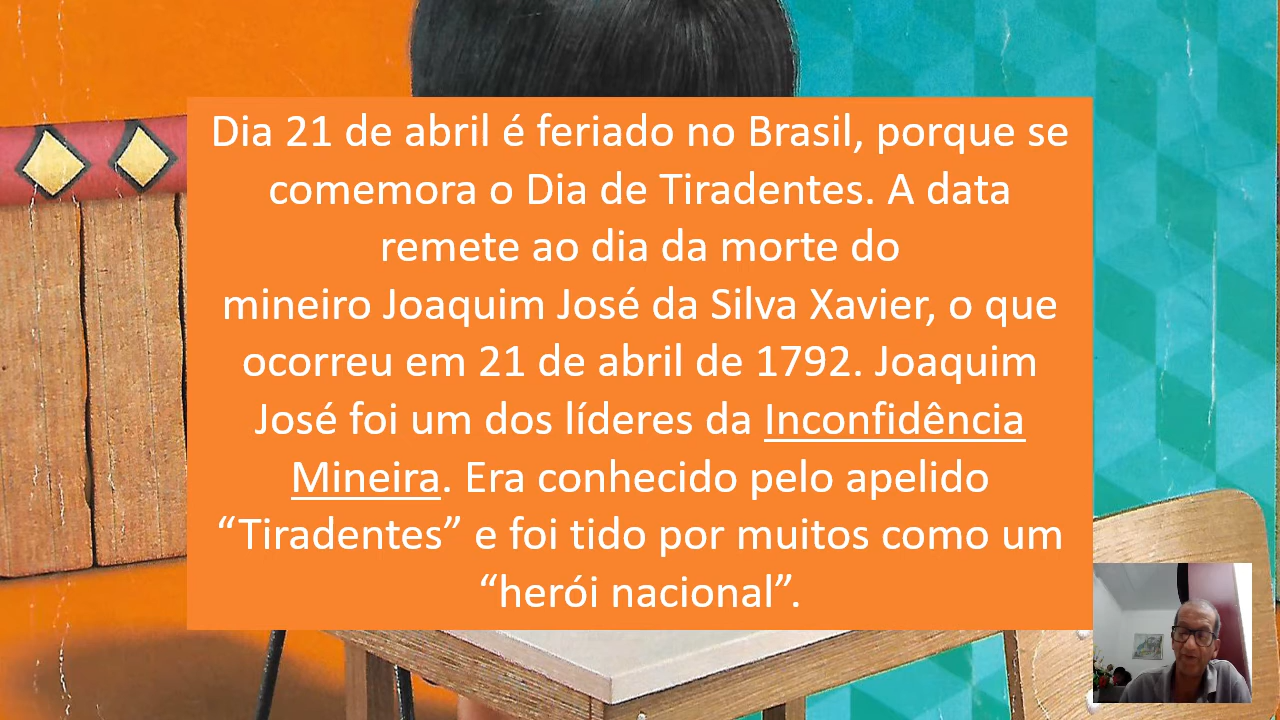 Dia 21 de abril é feriado no Brasil, porque se
comemora o Dia de Tiradentes. A data
remete ao dia da morte do
mineiro Joaquim José da Silva Xavier, o que
ocorreu em 21 de abril de 1792. Joaquim
José foi um dos líderes da Inconfidência
Mineira. Era conhecido pelo apelido
“Tiradentes” e foi tido por muitos como um
“herói nacional”.